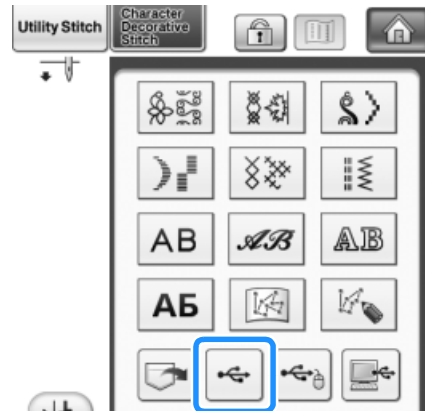 Utility Stitch
Character
Decorative
Stitch
AB
AB
AB
АБ